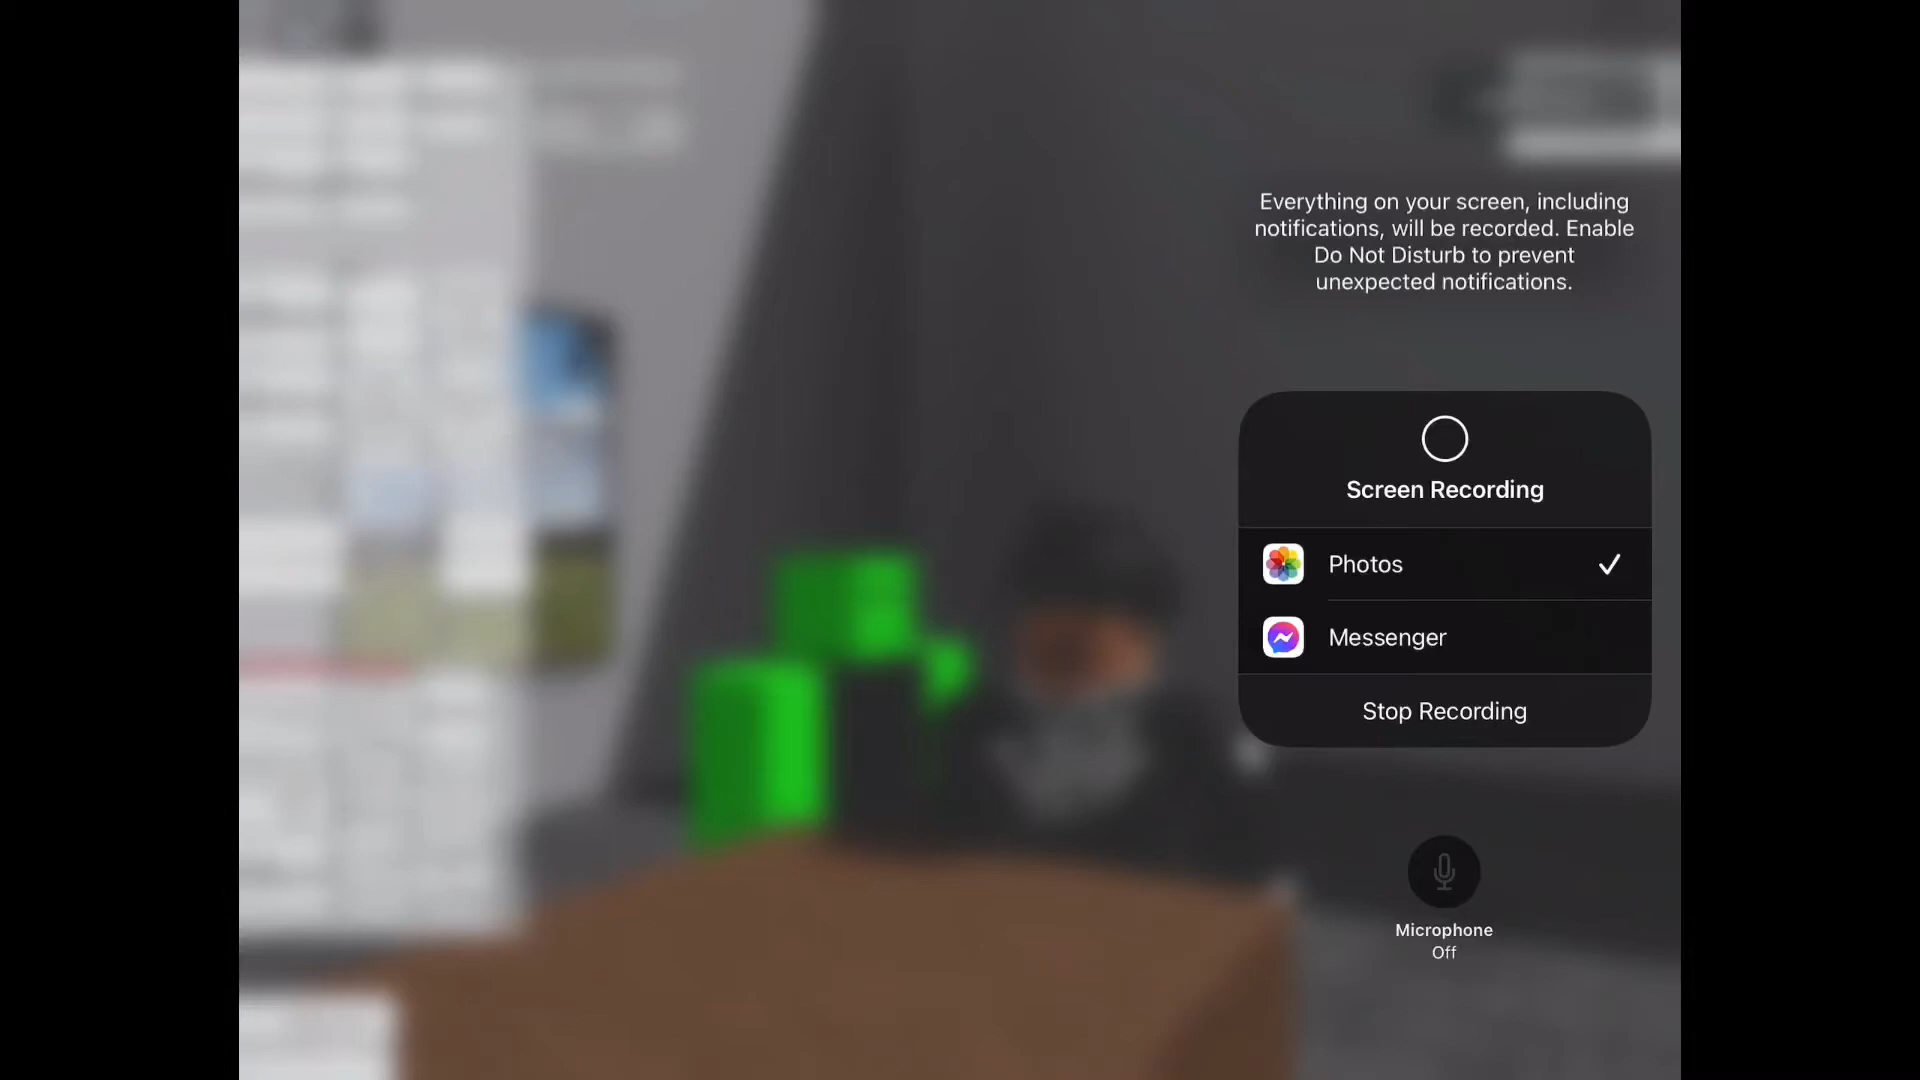 Everything on your screen, including
notifications, will be recorded. Enable
Do Not Disturb to prevent
unexpected notifications.
Screen Recording
Photos
Messenger
Stop Recording
Microphone
Off